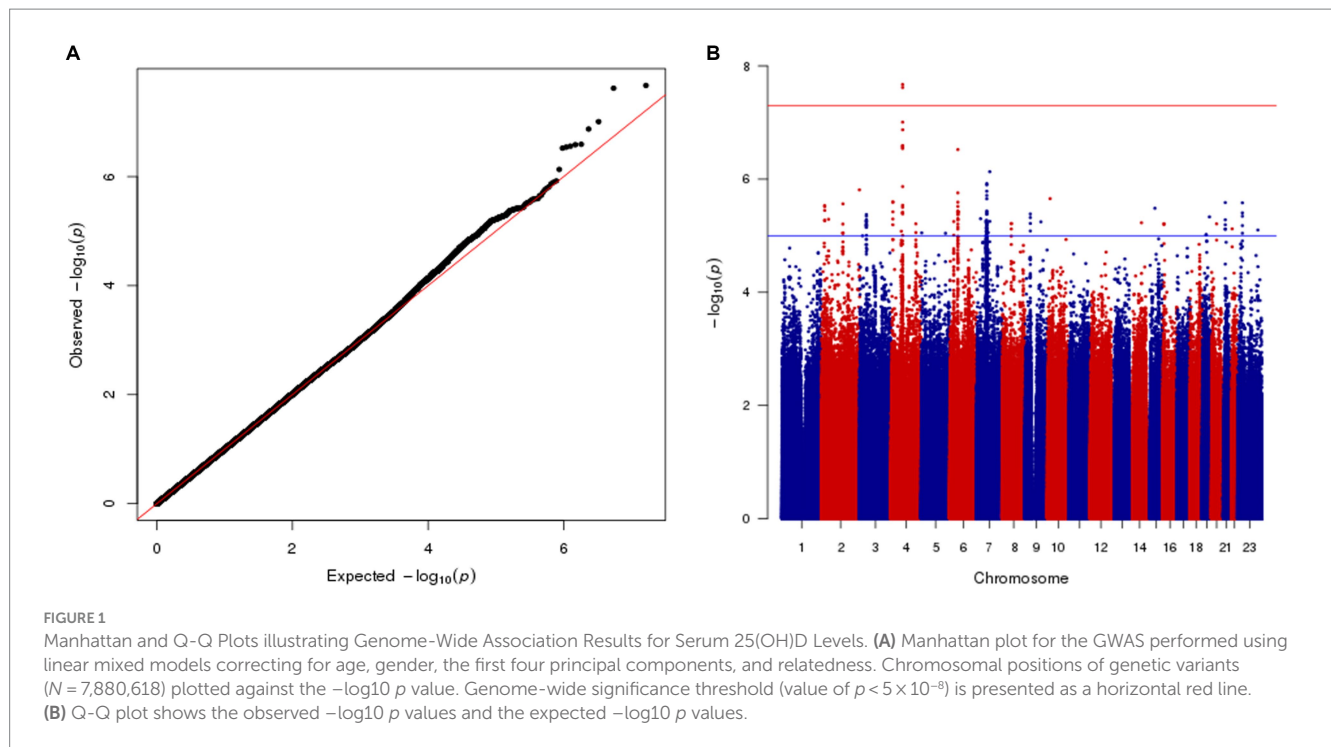 A
Observed −log10(p)
6
4
2
0
0 2 4 6
Expected −log10(p)
B
−log10(p)
8
6
4
2
0
1 2 3 4 5 6 7 8 9 10 12 14 16 18 21 23
Chromosome
FIGURE 1
Manhattan and Q-Q Plots illustrating Genome-Wide Association Results for Serum 25(OH)D Levels. (A) Manhattan plot for the GWAS performed using
linear mixed models correcting for age, gender, the first four principal components, and relatedness. Chromosomal positions of genetic variants
(N = 7,880,618) plotted against the −log10 p value. Genome-wide significance threshold (value of p < 5 × 10⁻⁸) is presented as a horizontal red line.
(B) Q-Q plot shows the observed −log10 p values and the expected −log10 p values.